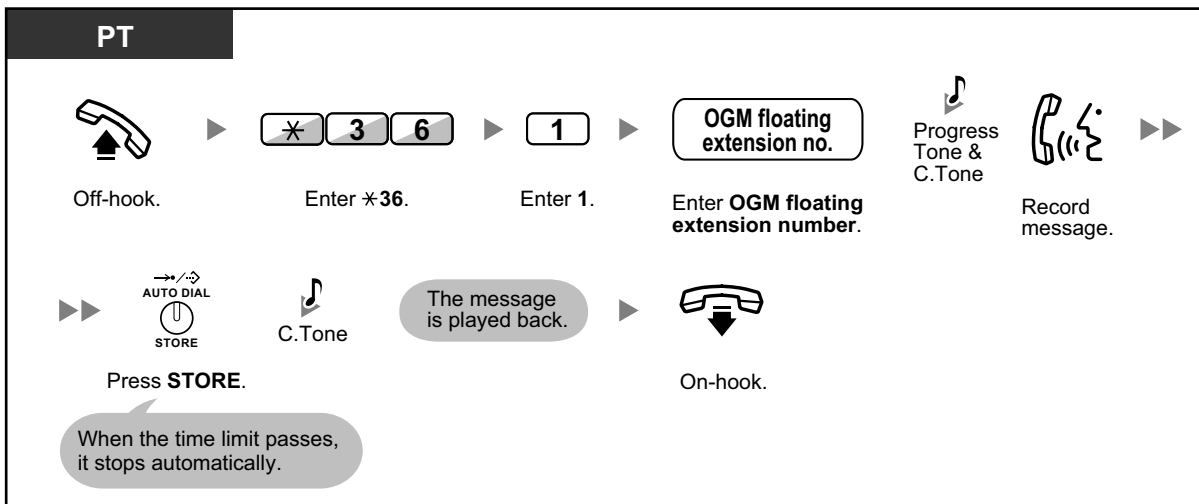 PT
✳ 3 6
1
OGM floating
extension no.
Progress
Tone &
C.Tone
Off-hook.
Enter ✳36.
Enter 1.
Enter OGM floating
extension number.
Record
message.
AUTO DIAL
STORE
C.Tone
The message
is played back.
Press STORE.
On-hook.
When the time limit passes,
it stops automatically.